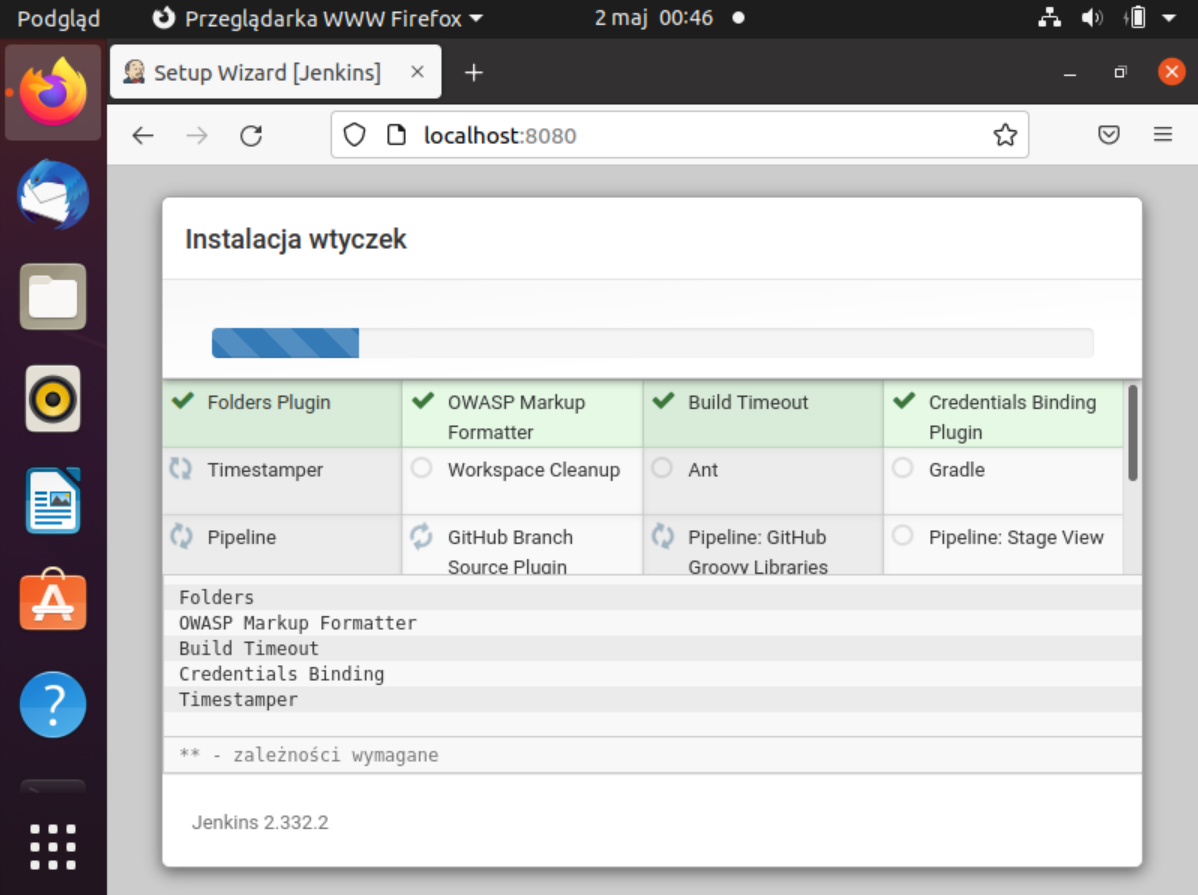 Podgląd Przeglądarka WWW Firefox 2 maj 00:46
Setup Wizard [Jenkins]
localhost:8080
Instalacja wtyczek
Folders Plugin
OWASP Markup
Formatter
Build Timeout
Credentials Binding
Plugin
Timestamper
Workspace Cleanup
Ant
Gradle
Pipeline
GitHub Branch
Source Plugin
Pipeline: GitHub
Groovy Libraries
Pipeline: Stage View
Folders
OWASP Markup Formatter
Build Timeout
Credentials Binding
Timestamper
** - zależności wymagane
Jenkins 2.332.2